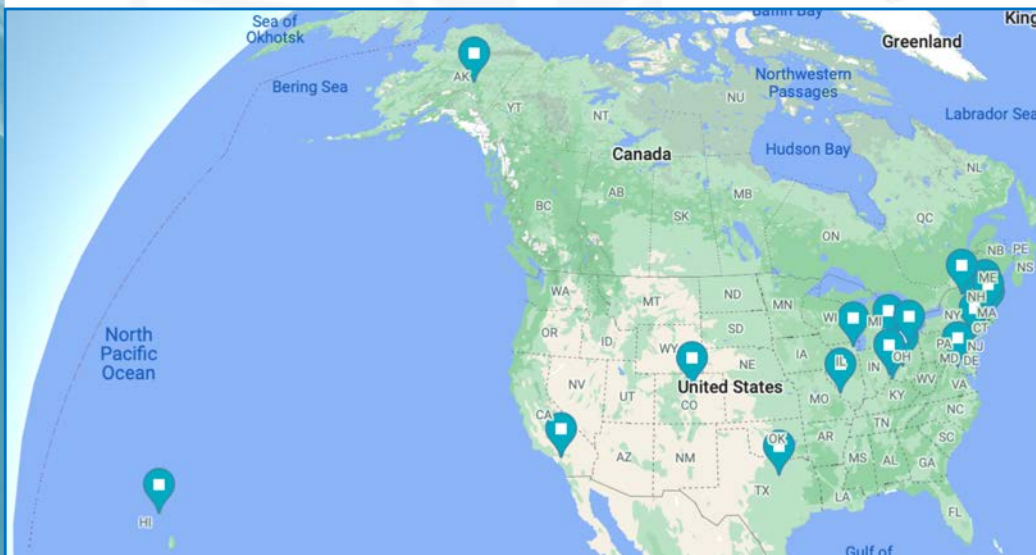 Sea of
Okhotsk
Baffin Bay
King
Greenland
Bering Sea
AK
YT
NT
NU
Northwestern
Passages
Labrador Sea
Canada
Hudson Bay
BC
AB
SK
MB
ON
QC
NL
NB
PE
NS
ME
NH
MA
CT
NY
NJ
PA
MD
DE
WA
MT
ND
MN
WI
MI
OR
ID
SD
WY
NE
IA
IL
IN
OH
WV
VA
North
Pacific
Ocean
NV
UT
CO
United States
MO
KY
CA
NC
TN
AZ
NM
OK
AR
SC
MS
AL
GA
TX
LA
FL
HI
Gulf of